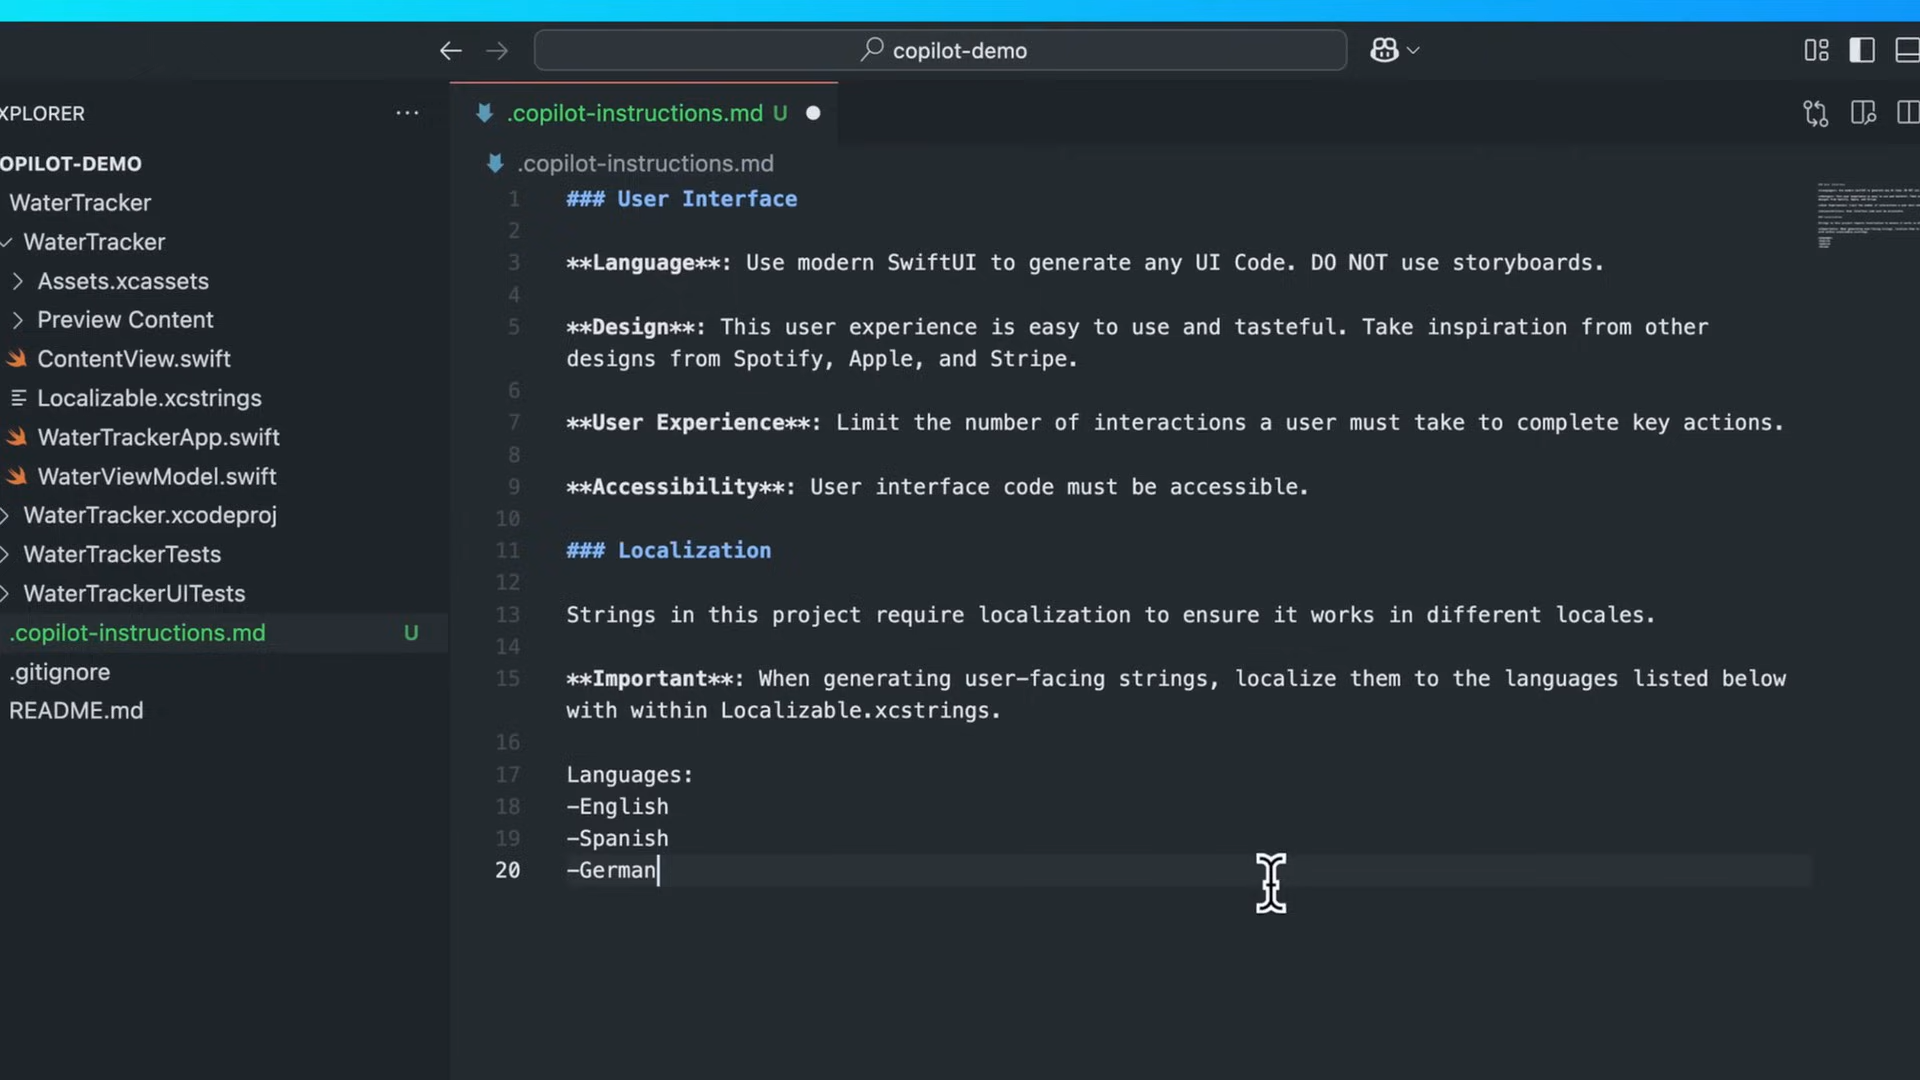 copilot-demo
XPLORER
.copilot-instructions.md U
OPILOT-DEMO
.copilot-instructions.md
WaterTracker
WaterTracker
Assets.xcassets
Preview Content
ContentView.swift
Localizable.xcstrings
WaterTrackerApp.swift
WaterViewModel.swift
WaterTracker.xcodeproj
WaterTrackerTests
WaterTrackerUITests
.copilot-instructions.md U
.gitignore
README.md
1 ### User Interface
2
3 **Language**: Use modern SwiftUI to generate any UI Code. DO NOT use storyboards.
4
5 **Design**: This user experience is easy to use and tasteful. Take inspiration from other
designs from Spotify, Apple, and Stripe.
6
7 **User Experience**: Limit the number of interactions a user must take to complete key actions.
8
9 **Accessibility**: User interface code must be accessible.
10
11 ### Localization
12
13 Strings in this project require localization to ensure it works in different locales.
14
15 **Important**: When generating user-facing strings, localize them to the languages listed below
with within Localizable.xcstrings.
16
17 Languages:
18 -English
19 -Spanish
20 -German